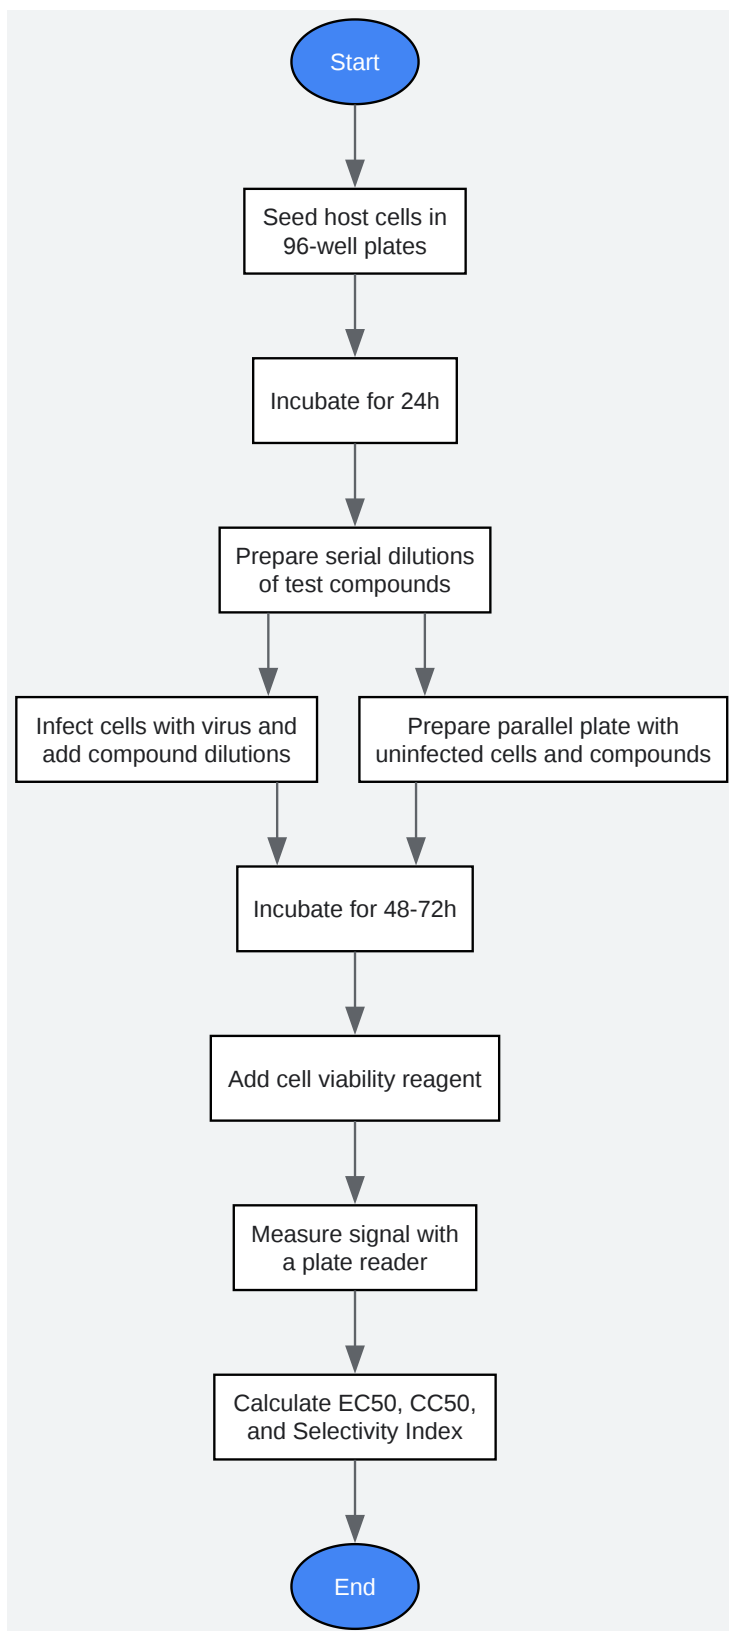 Start
Seed host cells in
96-well plates
Incubate for 24h
Prepare serial dilutions
of test compounds
Infect cells with virus and
add compound dilutions
Prepare parallel plate with
uninfected cells and compounds
Incubate for 48-72h
Add cell viability reagent
Measure signal with
a plate reader
Calculate EC50, CC50,
and Selectivity Index
End